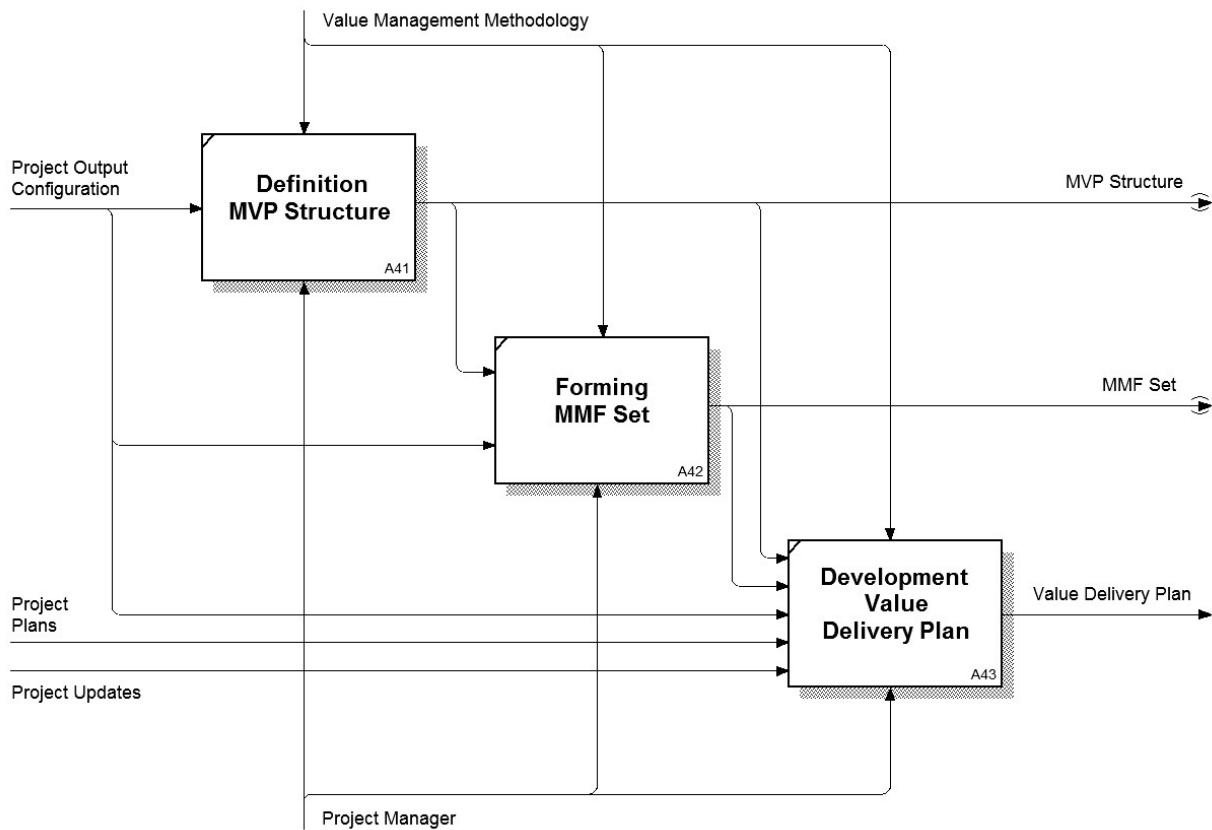 Value Management Methodology
Project Output
Configuration
Definition
MVP Structure
A41
MVP Structure
Forming
MMF Set
A42
MMF Set
Project
Plans
Project Updates
Development
Value
Delivery Plan
A43
Value Delivery Plan
Project Manager